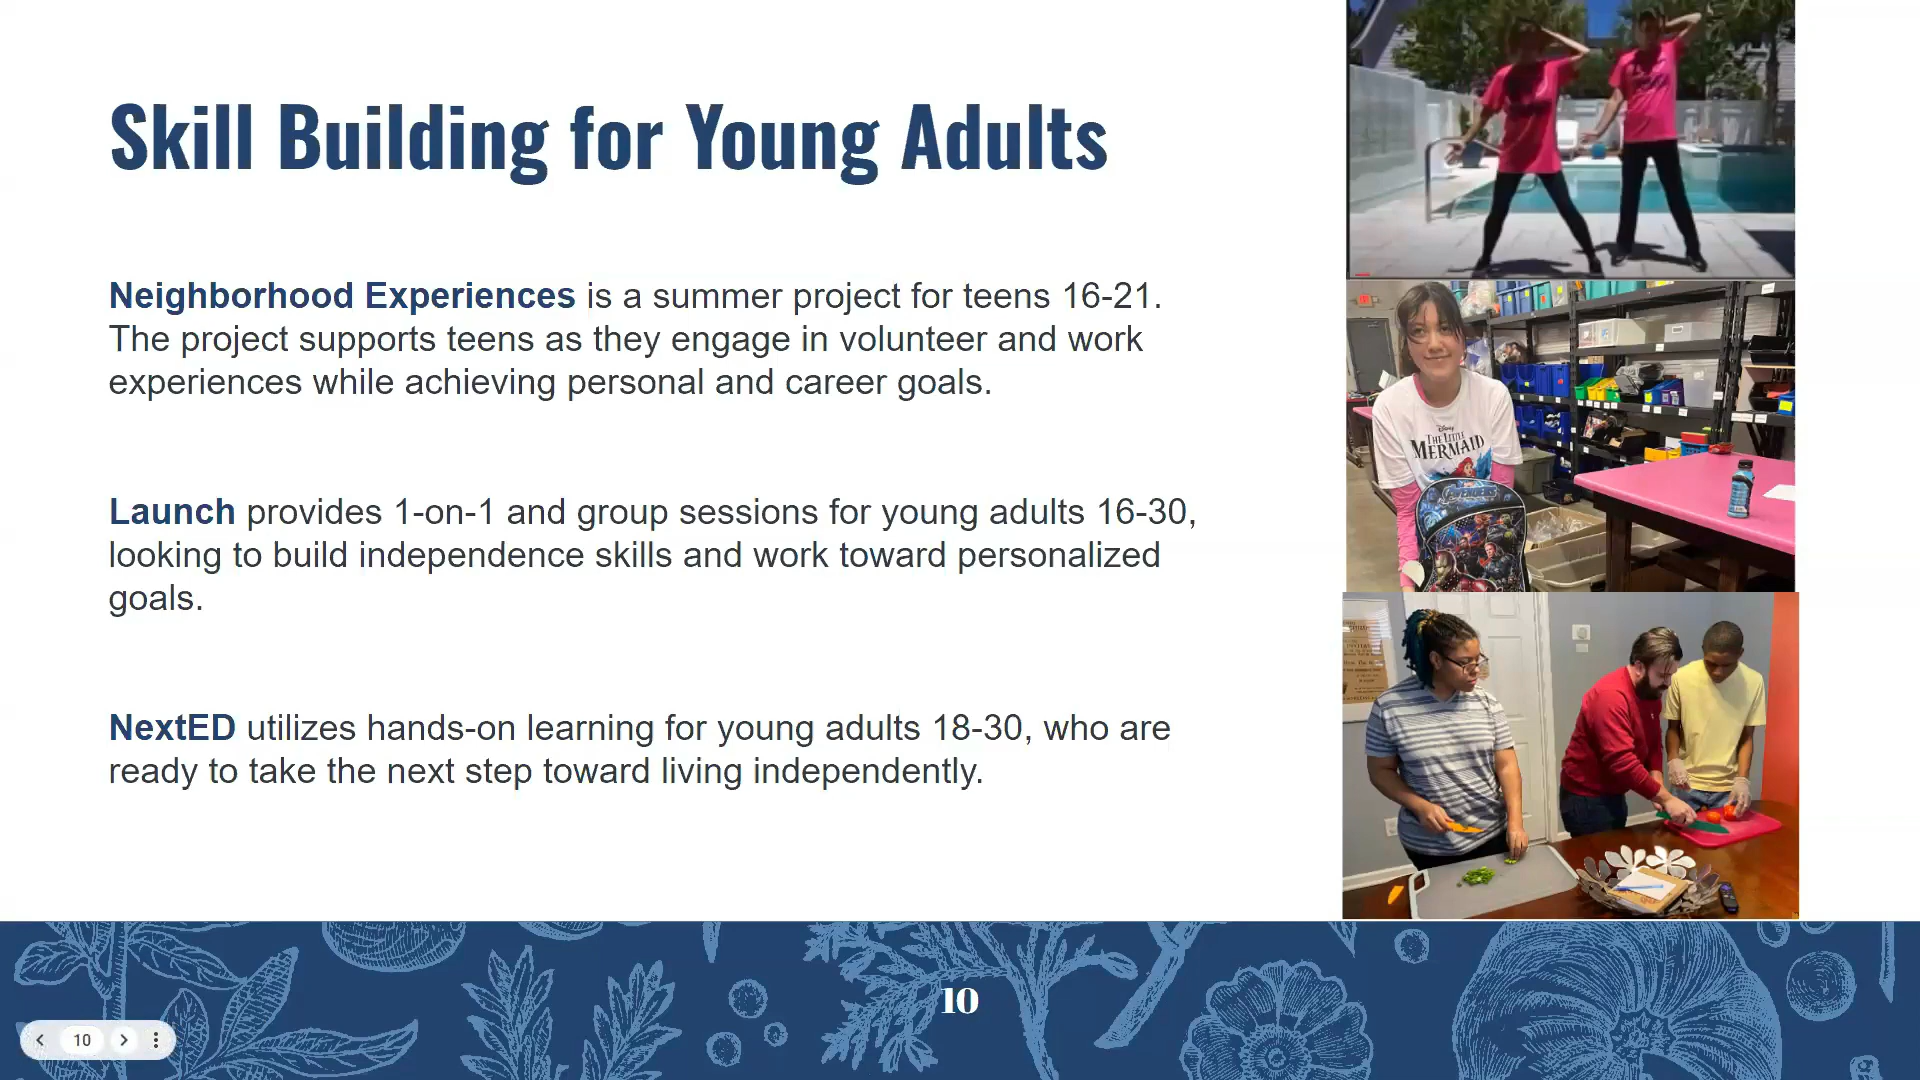 Skill Building for Young Adults
Neighborhood Experiences is a summer project for teens 16-21.
The project supports teens as they engage in volunteer and work
experiences while achieving personal and career goals.
Launch provides 1-on-1 and group sessions for young adults 16-30,
looking to build independence skills and work toward personalized
goals.
NextED utilizes hands-on learning for young adults 18-30, who are
ready to take the next step toward living independently.
Disney
THE LITTLE
MERMAID
AVENGERS
10
10